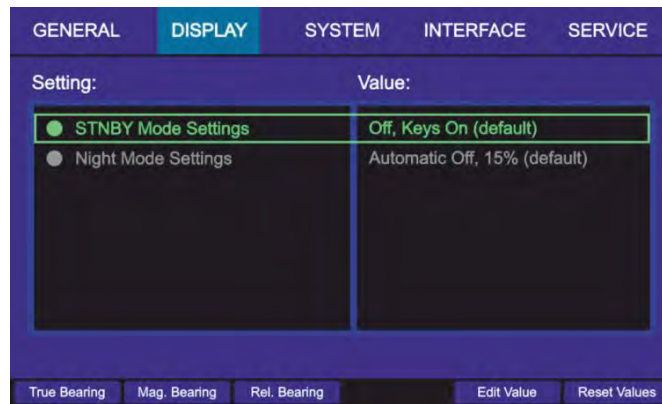 GENERAL DISPLAY SYSTEM INTERFACE SERVICE
Setting: Value:
STNBY Mode Settings Off, Keys On (default)
Night Mode Settings Automatic Off, 15% (default)
True Bearing Mag. Bearing Rel. Bearing Edit Value Reset Values